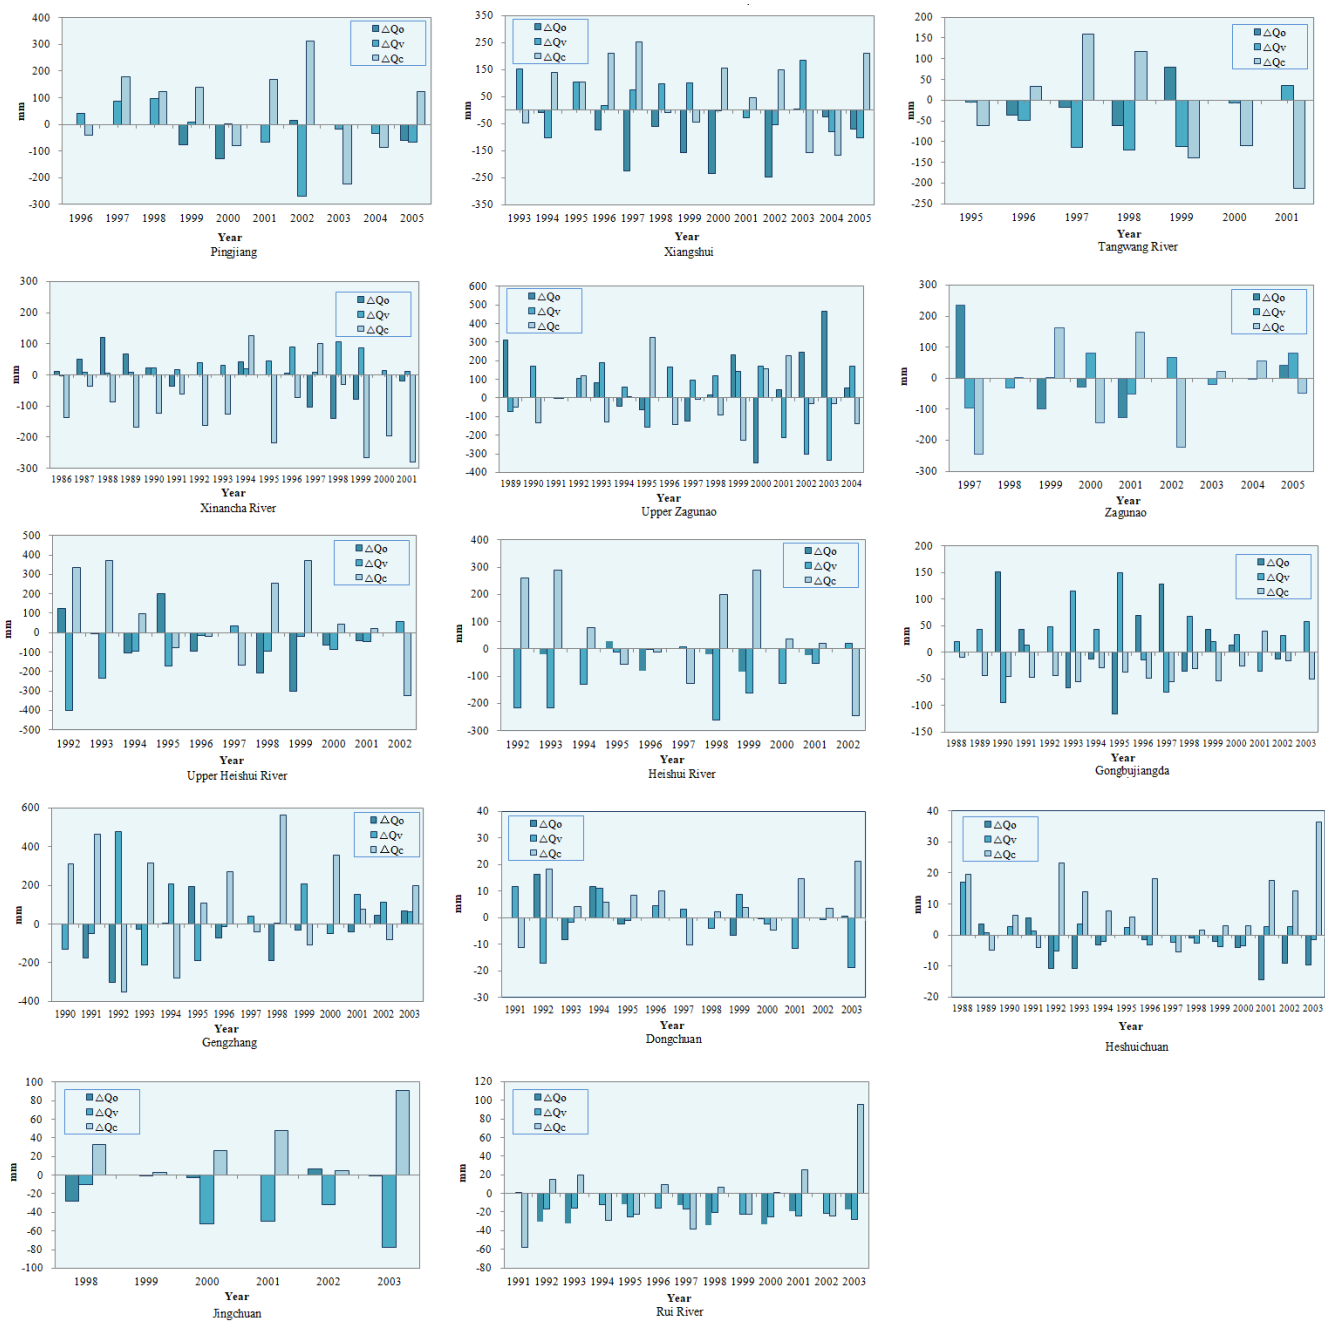 400
300
200
100
0
-100
-200
-300
mm
△Qo
△Qv
△Qc
1996 1997 1998 1999 2000 2001 2002 2003 2004 2005
Year
Pingjiang
350
250
150
50
-50
-150
-250
-350
mm
△Qo
△Qv
△Qc
1993 1994 1995 1996 1997 1998 1999 2000 2001 2002 2003 2004 2005
Year
Xiangshui
200
150
100
50
0
-50
-100
-150
-200
-250
mm
△Qo
△Qv
△Qc
1995 1996 1997 1998 1999 2000 2001
Year
Tangwang River
300
200
100
0
-100
-200
-300
mm
△Qo
△Qv
△Qc
1986 1987 1988 1989 1990 1991 1992 1993 1994 1995 1996 1997 1998 1999 2000 2001
Year
Xinancha River
600
500
400
300
200
100
0
-100
-200
-300
-400
mm
△Qo
△Qv
△Qc
1989 1990 1991 1992 1993 1994 1995 1996 1997 1998 1999 2000 2001 2002 2003 2004
Year
Upper Zagunao
300
200
100
0
-100
-200
-300
mm
△Qo
△Qv
△Qc
1997 1998 1999 2000 2001 2002 2003 2004 2005
Year
Zagunao
500
400
300
200
100
0
-100
-200
-300
-400
-500
mm
△Qo
△Qv
△Qc
1992 1993 1994 1995 1996 1997 1998 1999 2000 2001 2002
Year
Upper Heishui River
400
300
200
100
0
-100
-200
-300
mm
△Qo
△Qv
△Qc
1992 1993 1994 1995 1996 1997 1998 1999 2000 2001 2002
Year
Heishui River
200
150
100
50
0
-50
-100
-150
mm
△Qo
△Qv
△Qc
1988 1989 1990 1991 1992 1993 1994 1995 1996 1997 1998 1999 2000 2001 2002 2003
Year
Gongbujiangda
600
400
200
0
-200
-400
mm
△Qo
△Qv
△Qc
1990 1991 1992 1993 1994 1995 1996 1997 1998 1999 2000 2001 2002 2003
Year
Gengzhang
40
30
20
10
0
-10
-20
-30
mm
△Qo
△Qv
△Qc
1991 1992 1993 1994 1995 1996 1997 1998 1999 2000 2001 2002 2003
Year
Dongchuan
40
30
20
10
0
-10
-20
mm
△Qo
△Qv
△Qc
1988 1989 1990 1991 1992 1993 1994 1995 1996 1997 1998 1999 2000 2001 2002 2003
Year
Heshuichuan
100
80
60
40
20
0
-20
-40
-60
-80
-100
mm
△Qo
△Qv
△Qc
1998 1999 2000 2001 2002 2003
Year
Jingchuan
120
100
80
60
40
20
0
-20
-40
-60
-80
mm
△Qo
△Qv
△Qc
1991 1992 1993 1994 1995 1996 1997 1998 1999 2000 2001 2002 2003
Year
Rui River